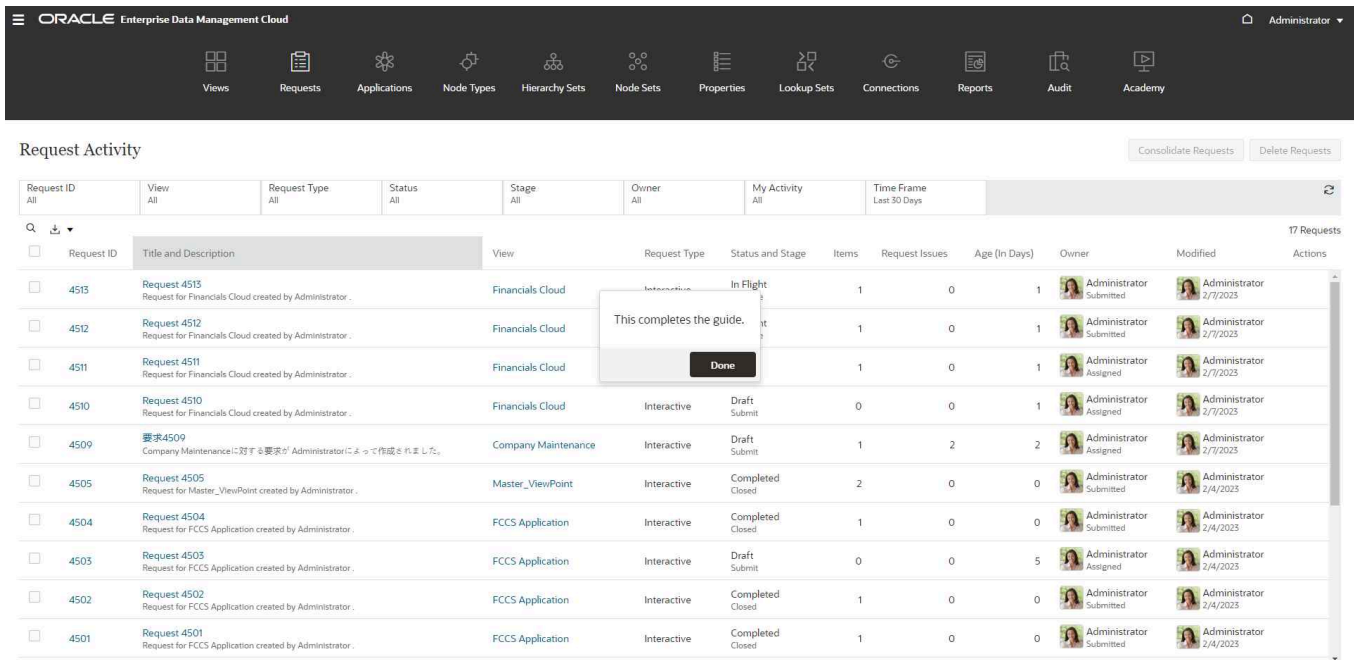 ORACLE Enterprise Data Management Cloud
Administrator
Views Requests Applications Node Types Hierarchy Sets Node Sets Properties Lookup Sets Connections Reports Audit Academy
Request Activity
Consolidate Requests Delete Requests
Request ID View Request Type Status Stage Owner My Activity Time Frame
All All All All All All All Last 30 Days
17 Requests
Request ID Title and Description View Request Type Status and Stage Items Request Issues Age (In Days) Owner Modified Actions
4513 Request 4513 Financials Cloud In Flight 1 0 1 Administrator Administrator
Request for Financials Cloud created by Administrator . Submitted 2/7/2023
This completes the guide.
4512 Request 4512 Financials Cloud 1 0 1 Administrator Administrator
Request for Financials Cloud created by Administrator . Submitted 2/7/2023
Done
4511 Request 4511 Financials Cloud 1 0 1 Administrator Administrator
Request for Financials Cloud created by Administrator . Assigned 2/7/2023
4510 Request 4510 Financials Cloud Interactive Draft 0 0 1 Administrator Administrator
Request for Financials Cloud created by Administrator . Submit Assigned 2/7/2023
4509 要求4509 Company Maintenance Interactive Draft 1 2 2 Administrator Administrator
Company Maintenanceに対する要求が Administratorによって作成されました。 Submit Assigned 2/7/2023
4505 Request 4505 Master_ViewPoint Interactive Completed 2 0 0 Administrator Administrator
Request for Master_ViewPoint created by Administrator . Closed Submitted 2/4/2023
4504 Request 4504 FCCS Application Interactive Completed 1 0 0 Administrator Administrator
Request for FCCS Application created by Administrator . Closed Submitted 2/4/2023
4503 Request 4503 FCCS Application Interactive Draft 0 0 5 Administrator Administrator
Request for FCCS Application created by Administrator . Submit Assigned 2/4/2023
4502 Request 4502 FCCS Application Interactive Completed 1 0 0 Administrator Administrator
Request for FCCS Application created by Administrator . Closed Submitted 2/4/2023
4501 Request 4501 FCCS Application Interactive Completed 1 0 0 Administrator Administrator
Request for FCCS Application created by Administrator . Closed Submitted 2/4/2023